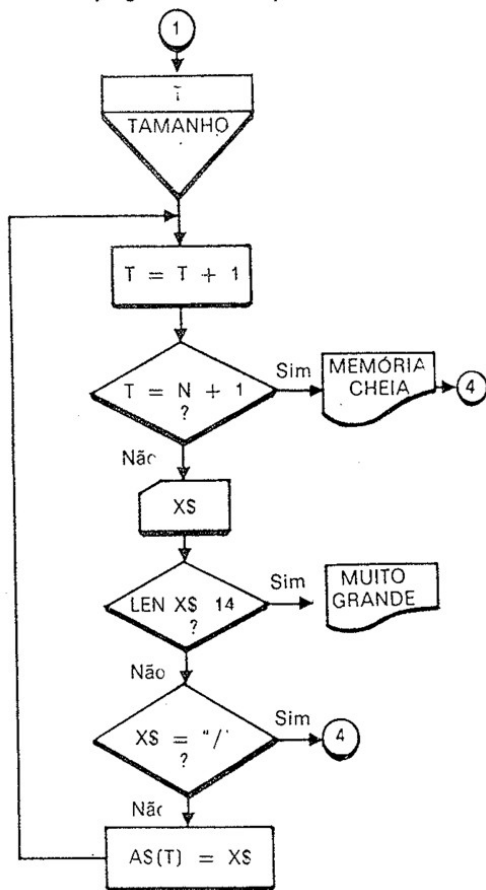 1
T
TAMANHO
T = T + 1
T = N + 1
?
Sim
MEMÓRIA
CHEIA
4
Não
X$
LEN X$ 14
?
Sim
MUITO
GRANDE
Não
X$ = "/'
?
Sim
4
Não
A$(T) = X$